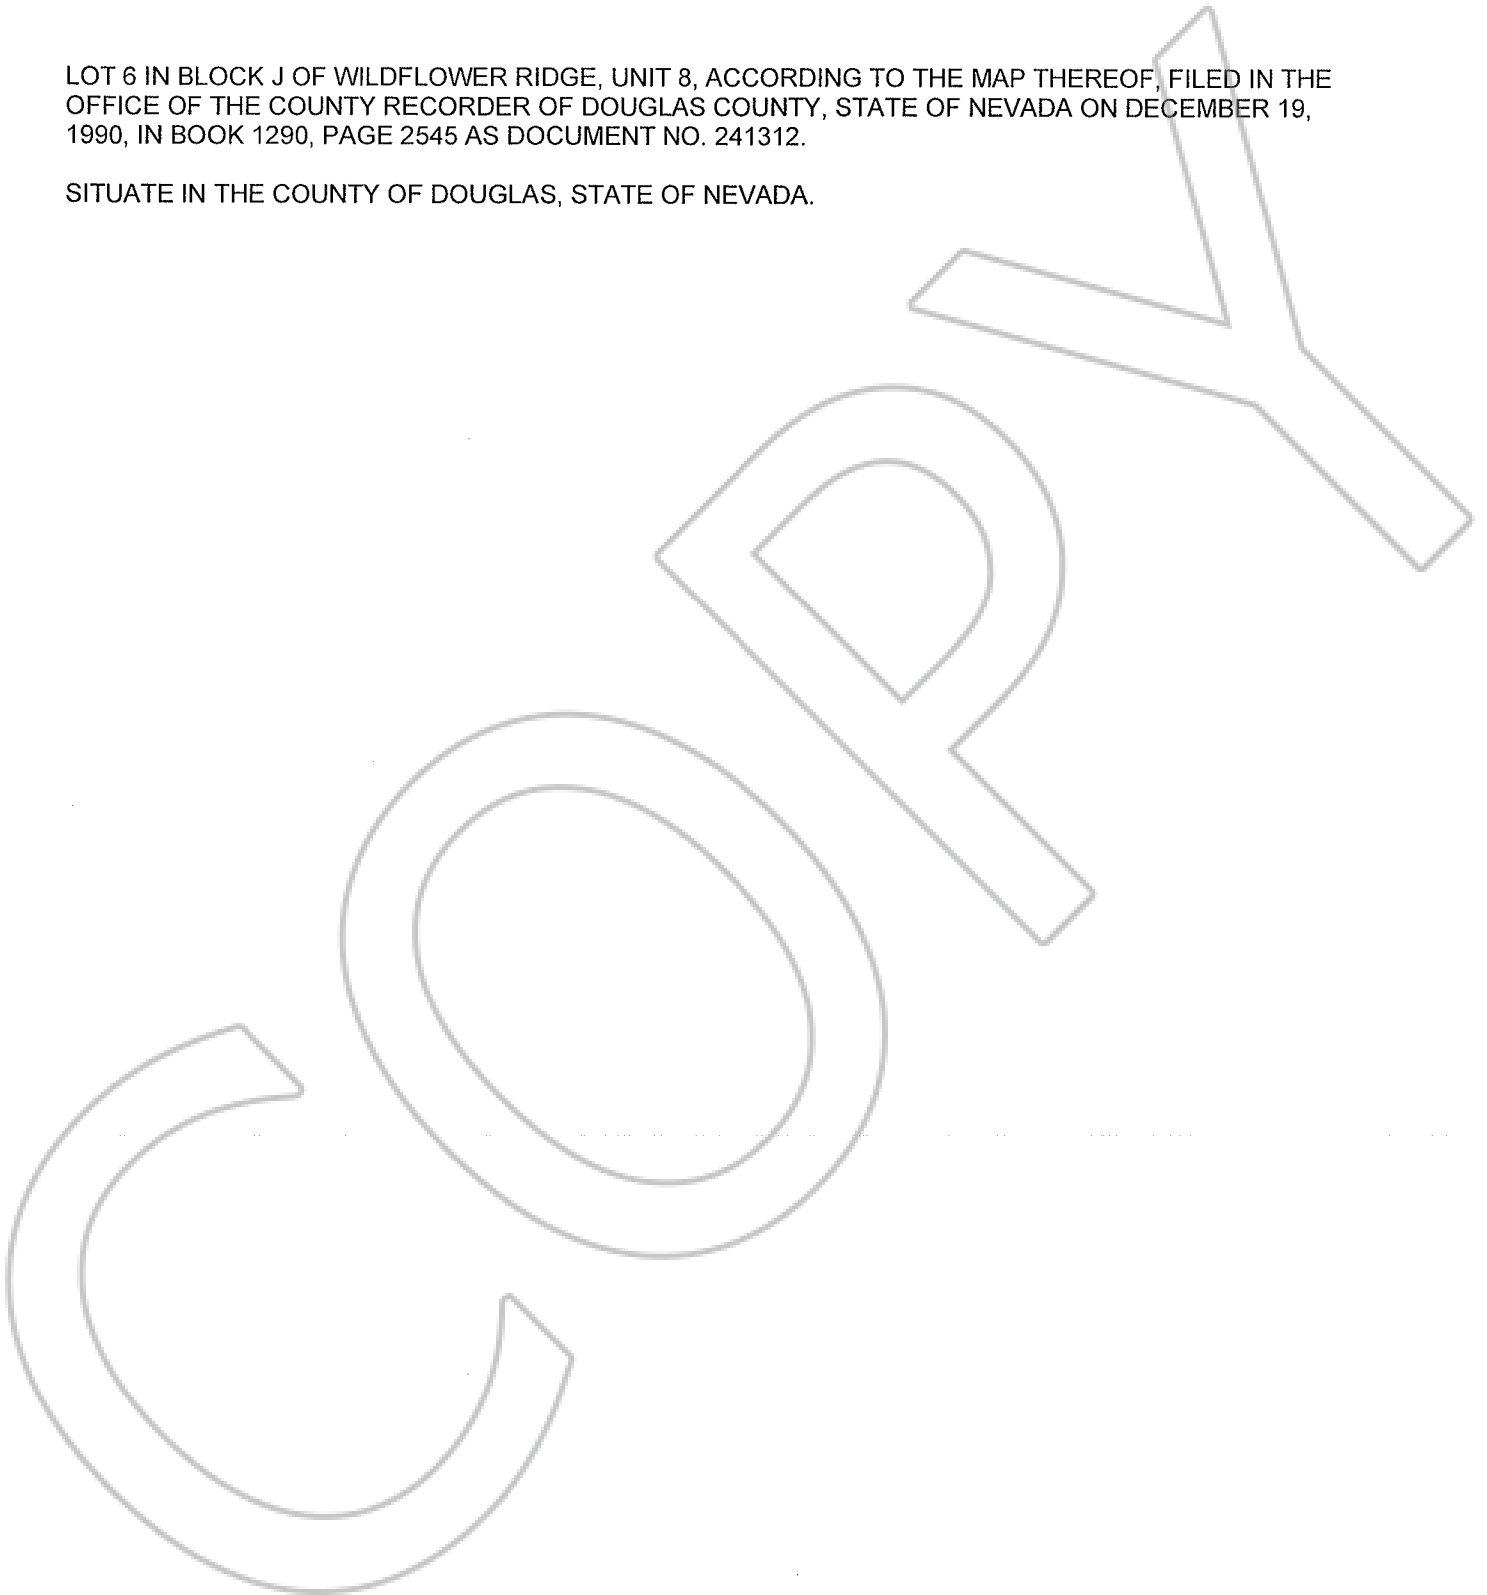 LOT 6 IN BLOCK J OF WILDFLOWER RIDGE, UNIT 8, ACCORDING TO THE MAP THEREOF, FILED IN THE
OFFICE OF THE COUNTY RECORDER OF DOUGLAS COUNTY, STATE OF NEVADA ON DECEMBER 19,
1990, IN BOOK 1290, PAGE 2545 AS DOCUMENT NO. 241312.
SITUATE IN THE COUNTY OF DOUGLAS, STATE OF NEVADA.
COPY